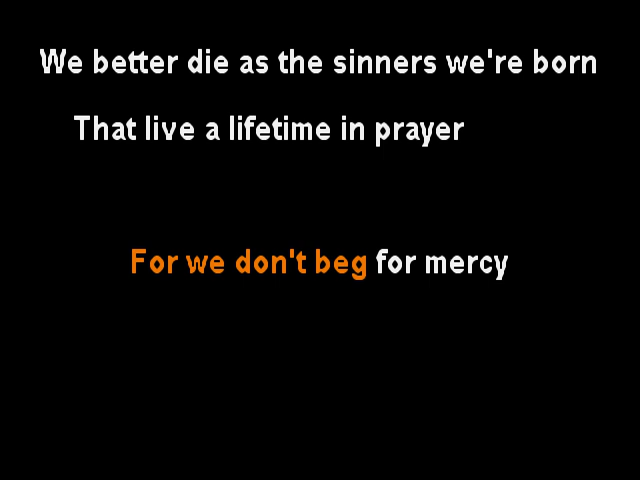 We better die as the sinners we're born
That live a lifetime in prayer
For we don't beg for mercy